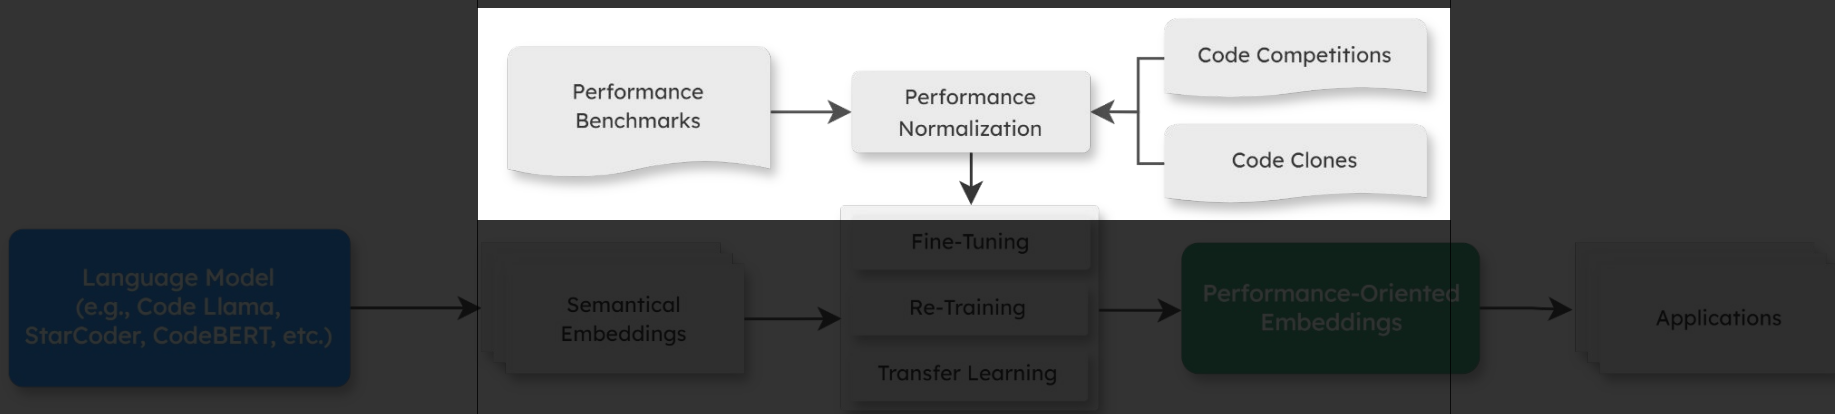 Performance
Benchmarks
Performance
Normalization
Code Competitions
Code Clones
Language Model
(e.g., Code Llama,
StarCoder, CodeBERT, etc.)
Semantical
Embeddings
Fine-Tuning
Re-Training
Transfer Learning
Performance-Oriented
Embeddings
Applications